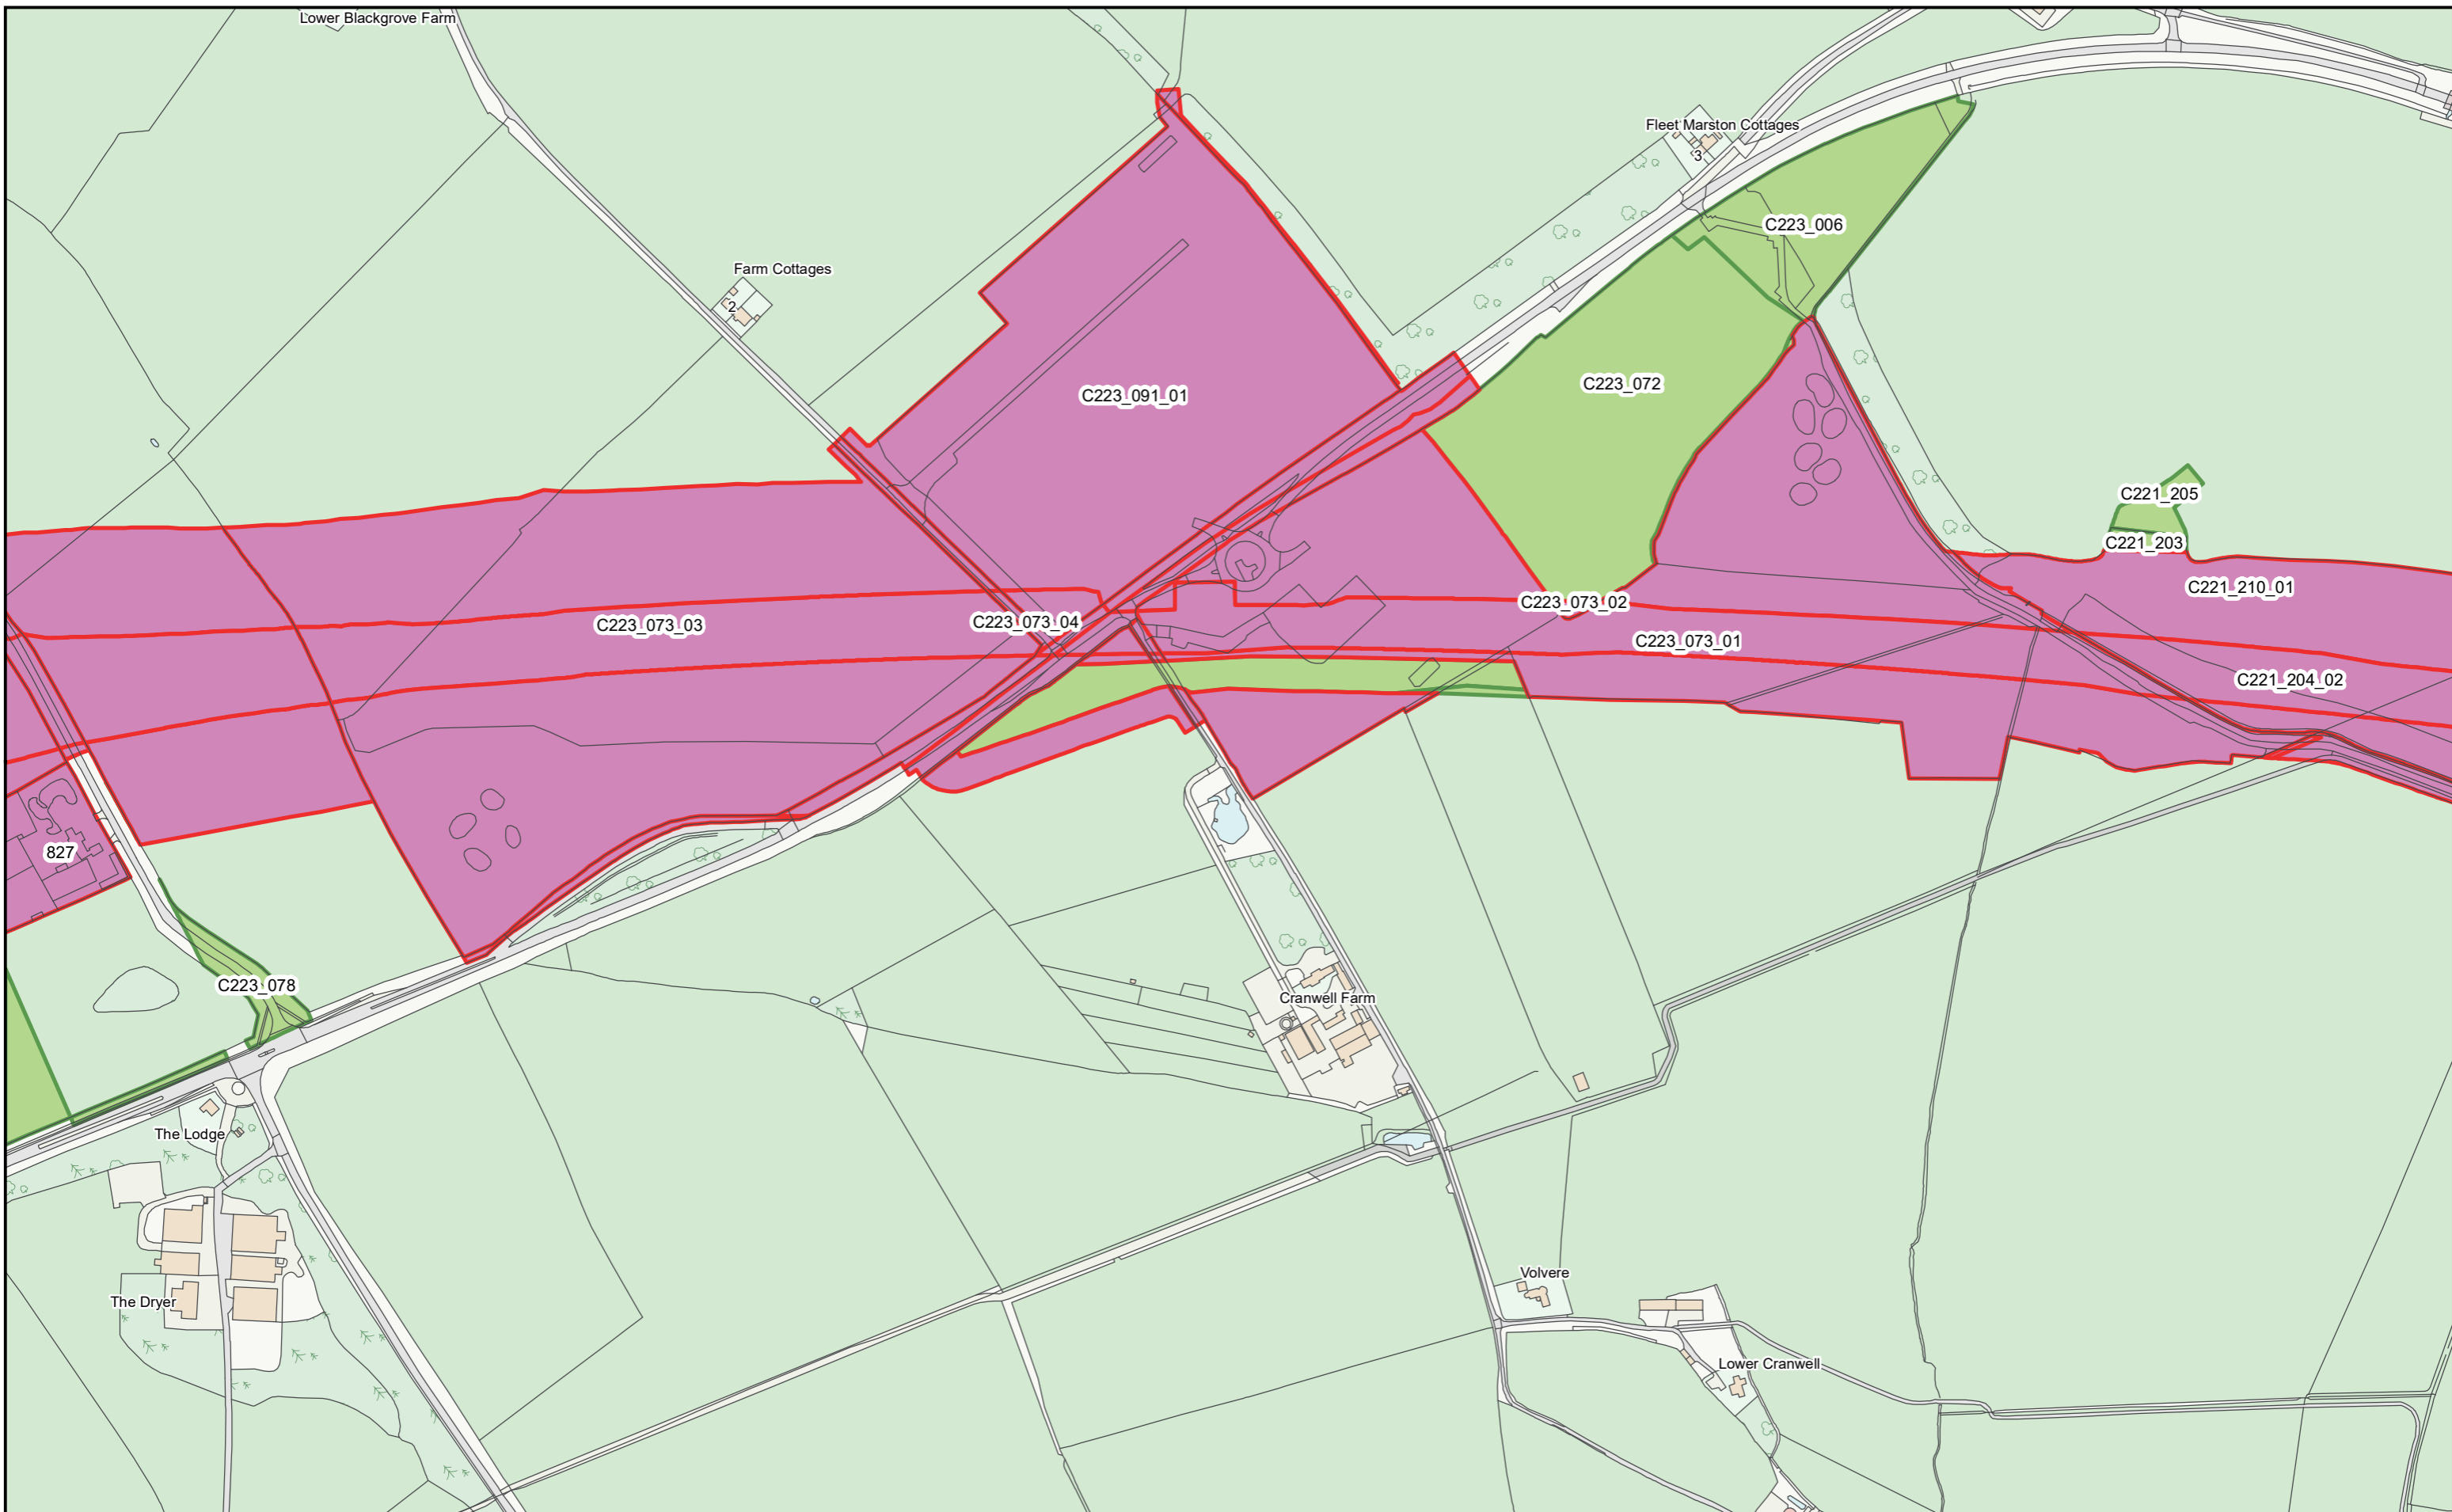 Lower Blackgrove Farm
Fleet Marston Cottages
3
C223_006
Farm Cottages
2
C223_072
C223_091_01
C221_205
C221_203
C221_210_01
C223_073_02
C223_073_04
C223_073_03
C223_073_01
C221_204_02
827
C223_078
Cranwell Farm
The Lodge
Volvere
The Dryer
Lower Cranwell